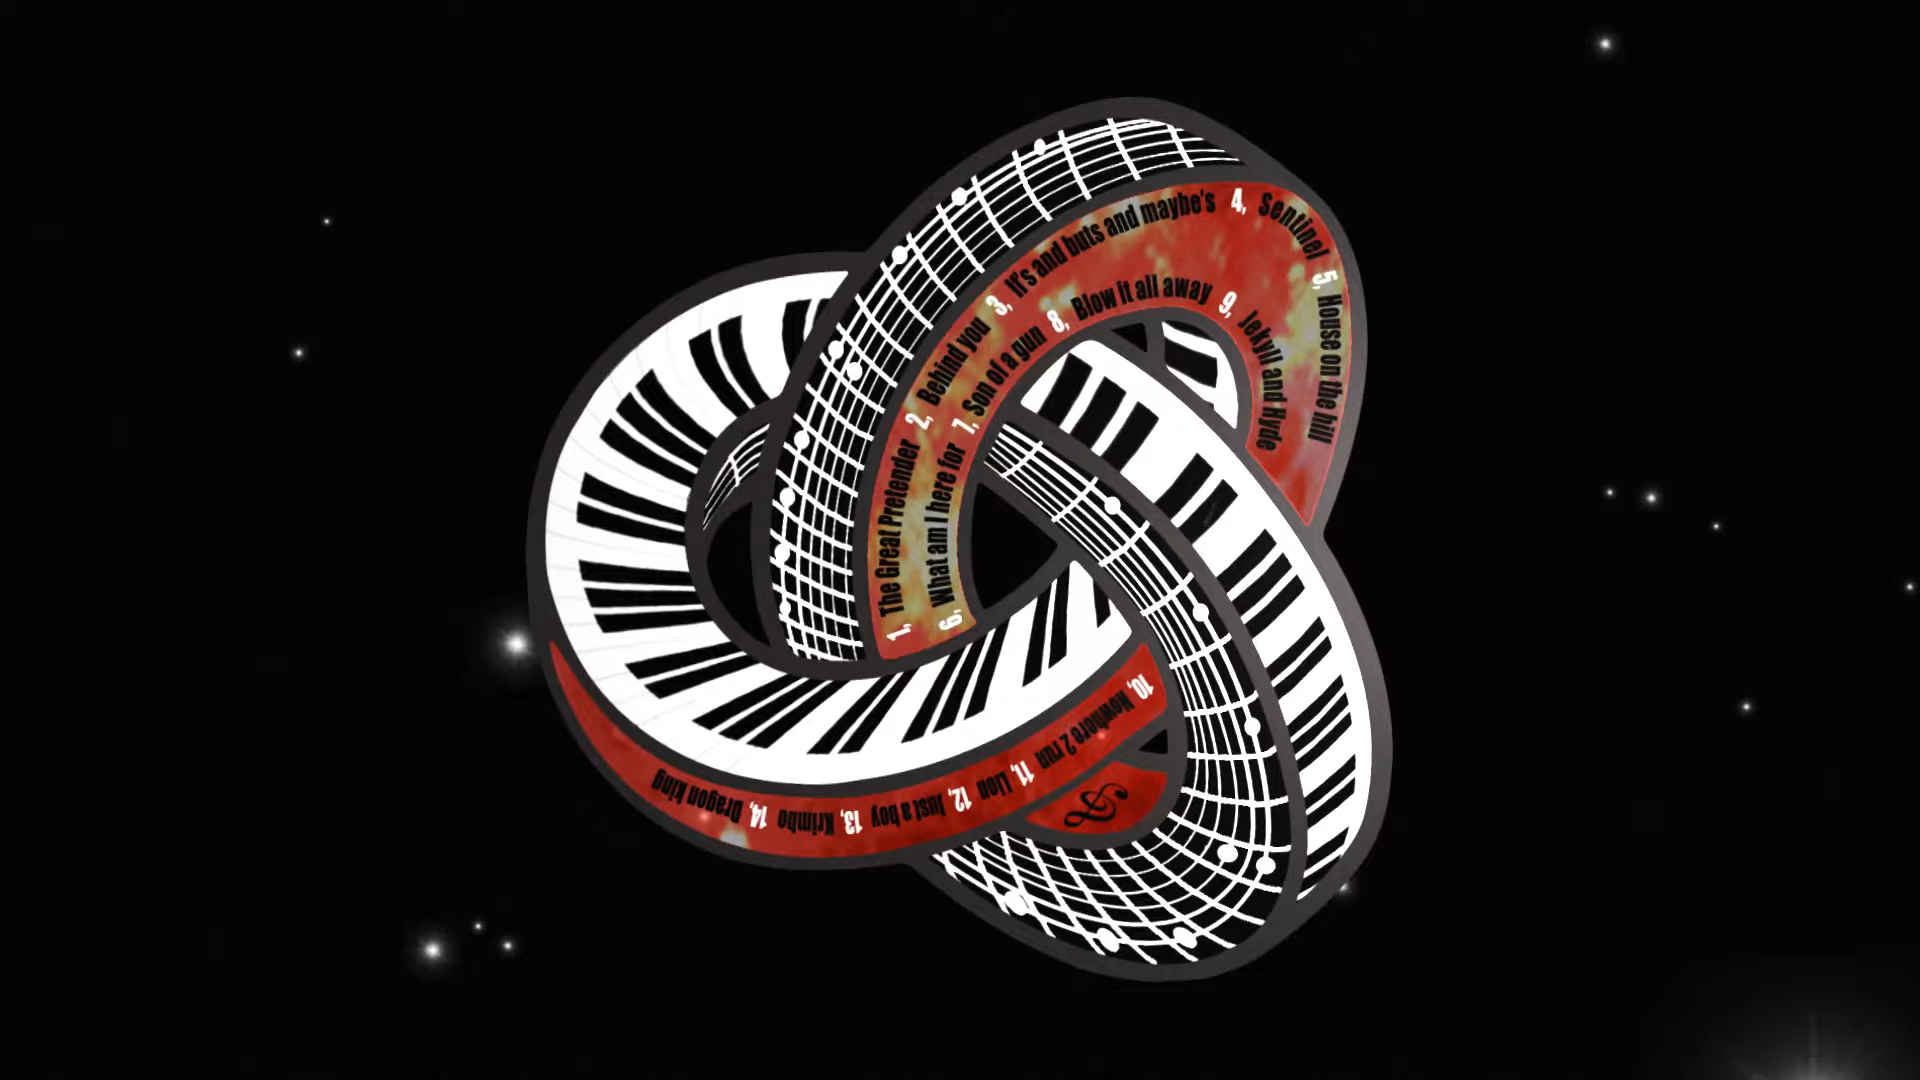 1, The Great Pretender 2, Behind you 3, If's and buts and maybe's 4, Sentinel 5, House on the hill
6, What am I here for 7, Son of a gun 8, Blow it all away 9, Jekyll and Hyde
10, Nowhere 2 run 11, Lion 12, Just a boy 13, Krimbo 14, Dragon king